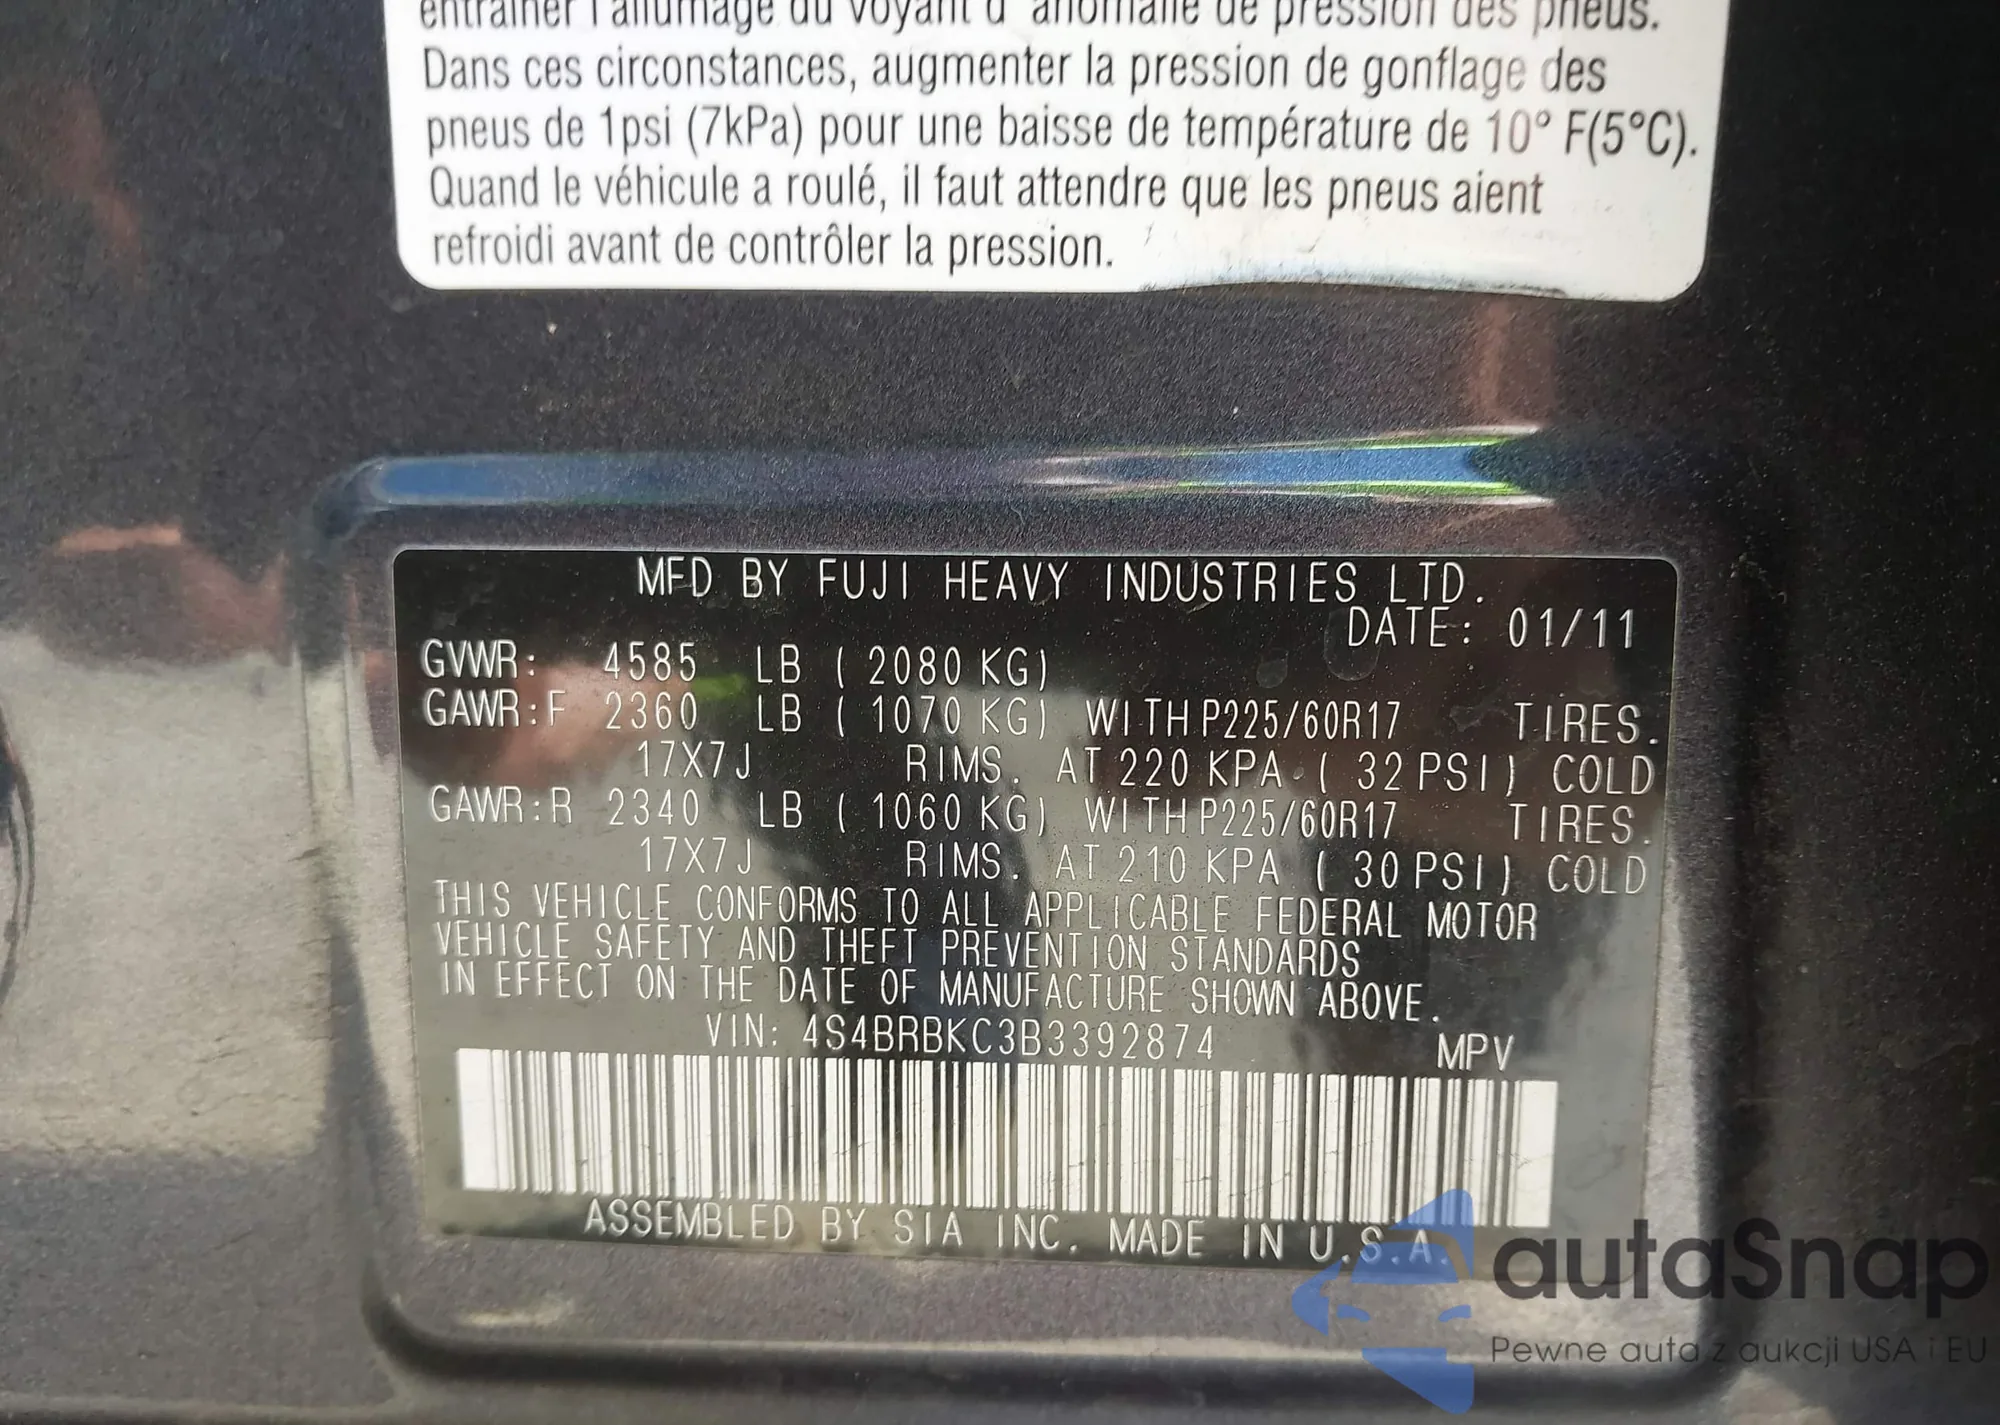 entraîner l'allumage du voyant d' anomalie de pression des pneus.
Dans ces circonstances, augmenter la pression de gonflage des
pneus de 1psi (7kPa) pour une baisse de température de 10° F(5°C).
Quand le véhicule a roulé, il faut attendre que les pneus aient
refroidi avant de contrôler la pression.
MFD BY FUJI HEAVY INDUSTRIES LTD.
DATE: 01/11
GVWR: 4585 LB ( 2080 KG)
GAWR:F 2360 LB ( 1070 KG) WITH P225/60R17 TIRES.
17X7J RIMS. AT 220 KPA ( 32 PSI) COLD
GAWR:R 2340 LB ( 1060 KG) WITH P225/60R17 TIRES.
17X7J RIMS. AT 210 KPA ( 30 PSI) COLD
THIS VEHICLE CONFORMS TO ALL APPLICABLE FEDERAL MOTOR
VEHICLE SAFETY AND THEFT PREVENTION STANDARDS
IN EFFECT ON THE DATE OF MANUFACTURE SHOWN ABOVE.
VIN: 4S4BRBKC3B3392874 MPV
ASSEMBLED BY SIA INC. MADE IN U.S.A.
autaSnap
Pewne auta z aukcji USA i EU